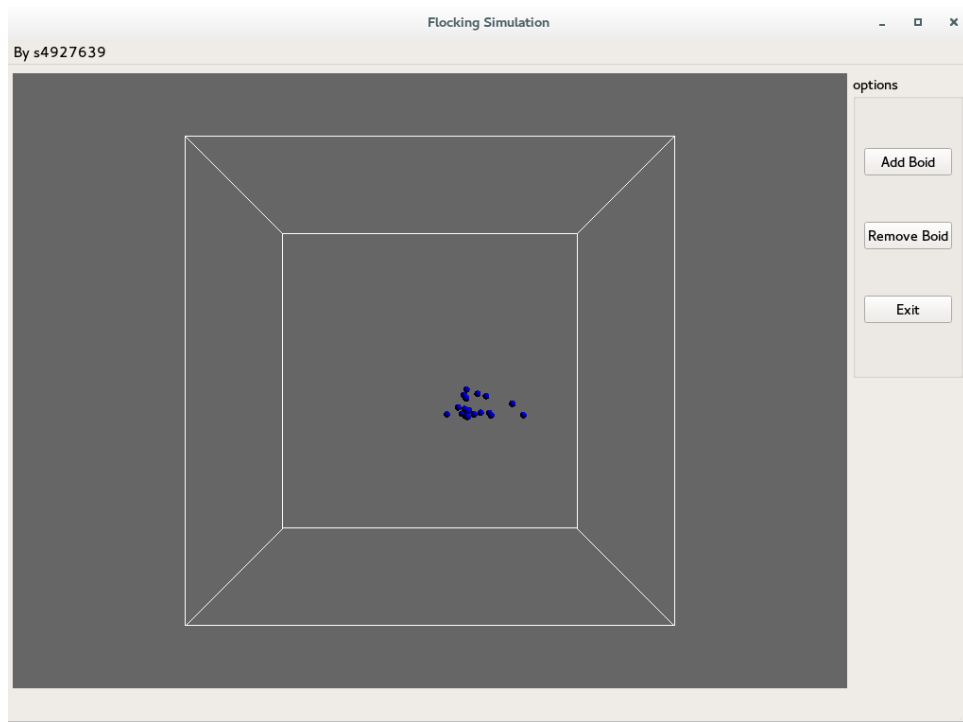 Flocking Simulation
By s4927639
options
Add Boid
Remove Boid
Exit